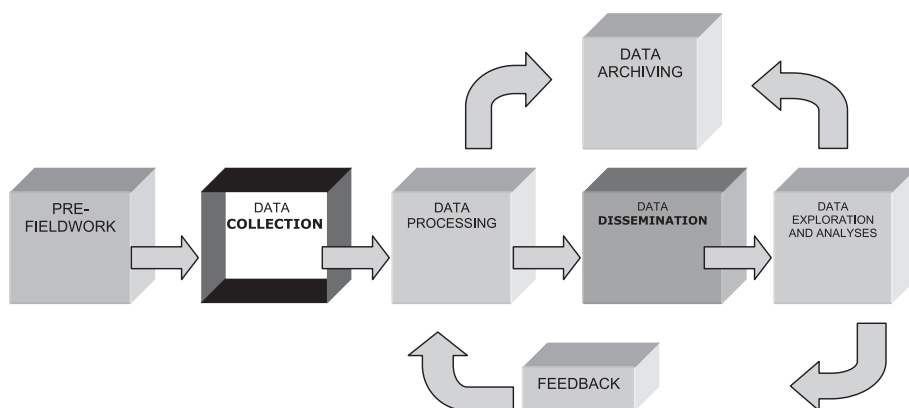 DATA
ARCHIVING
PRE-
FIELDWORK
DATA
COLLECTION
DATA
PROCESSING
DATA
DISSEMINATION
DATA
EXPLORATION
AND ANALYSES
FEEDBACK